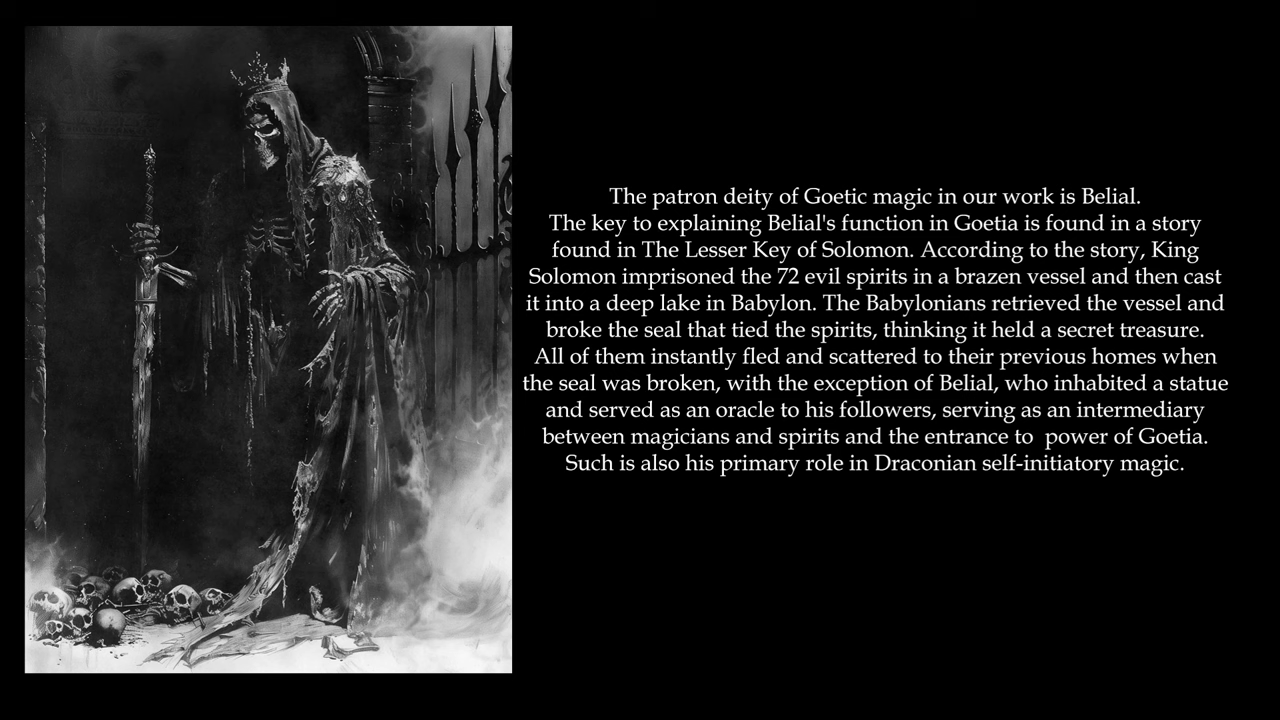 The patron deity of Goetic magic in our work is Belial.
The key to explaining Belial's function in Goetia is found in a story
found in The Lesser Key of Solomon. According to the story, King
Solomon imprisoned the 72 evil spirits in a brazen vessel and then cast
it into a deep lake in Babylon. The Babylonians retrieved the vessel and
broke the seal that tied the spirits, thinking it held a secret treasure.
All of them instantly fled and scattered to their previous homes when
the seal was broken, with the exception of Belial, who inhabited a statue
and served as an oracle to his followers, serving as an intermediary
between magicians and spirits and the entrance to  power of Goetia.
Such is also his primary role in Draconian self-initiatory magic.